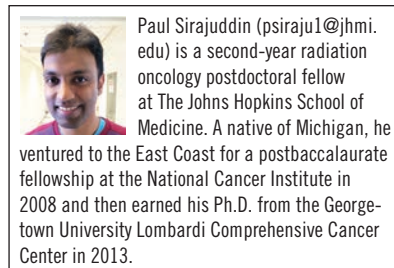 Paul Sirajuddin (psiraju1@jhmi.
edu) is a second-year radiation
oncology postdoctoral fellow
at The Johns Hopkins School of
Medicine. A native of Michigan, he
ventured to the East Coast for a postbaccalaurate
fellowship at the National Cancer Institute in
2008 and then earned his Ph.D. from the George-
town University Lombardi Comprehensive Cancer
Center in 2013.